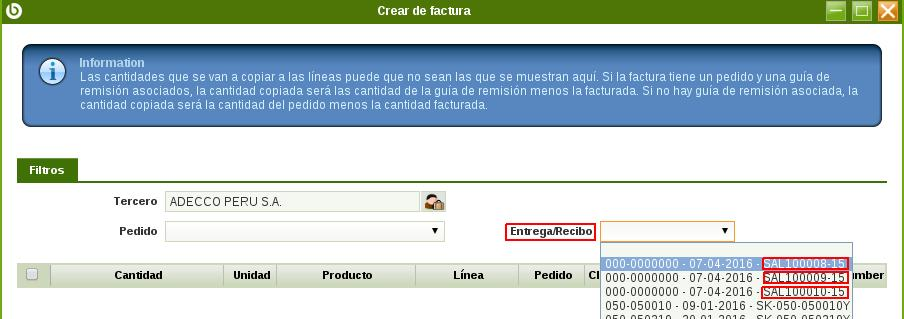 Crear de factura
Information
Las cantidades que se van a copiar a las líneas puede que no sean las que se muestran aquí. Si la factura tiene un pedido y una guía de
remisión asociados, la cantidad copiada será las cantidad de la guía de remisión menos la facturada. Si no hay guía de remisión asociada, la
cantidad copiada será la cantidad del pedido menos la cantidad facturada.
Filtros
Tercero ADECCO PERU S.A.
Pedido Entrega/Recibo
Cantidad Unidad Producto Línea Pedido
000-0000000 - 07-04-2016 - SAL100008-15
000-0000000 - 07-04-2016 - SAL100009-15
000-0000000 - 07-04-2016 - SAL100010-15
050-050010 - 09-01-2016 - SK-050-050010Y